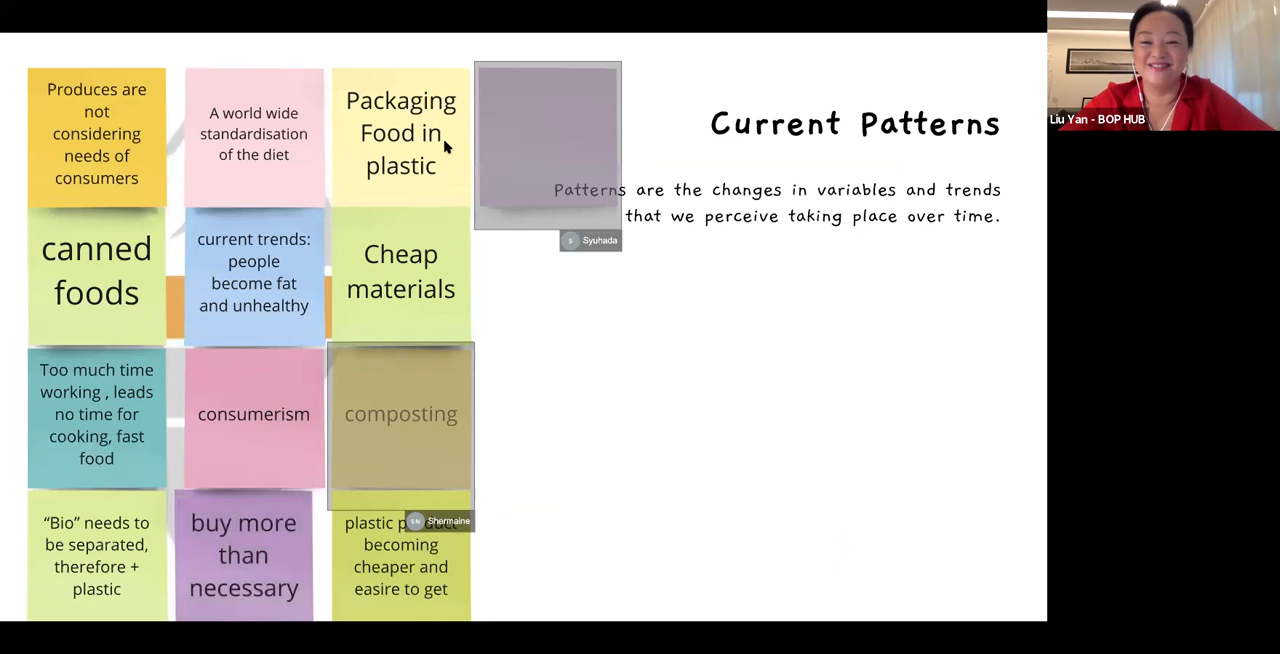 Produces are
not
considering
needs of
consumers
A world wide
standardisation
of the diet
Packaging
Food in
plastic
Syuhada
canned
foods
current trends:
people
become fat
and unhealthy
Cheap
materials
Too much time
working , leads
no time for
cooking, fast
food
consumerism
composting
SN Shermaine
“Bio” needs to
be separated,
therefore +
plastic
buy more
than
necessary
plastic product
becoming
cheaper and
easire to get
Current Patterns
Patterns are the changes in variables and trends
that we perceive taking place over time.
Liu Yan - BOP HUB